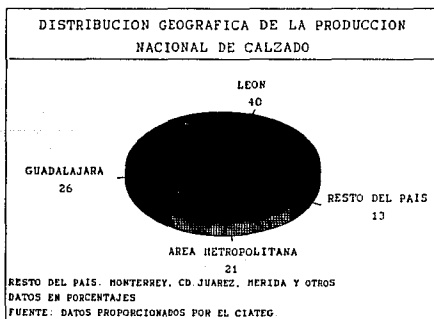 DISTRIBUCION GEOGRAFICA DE LA PRODUCCION
NACIONAL DE CALZADO
LEON
40
GUADALAJARA
26
RESTO DEL PAIS
13
AREA METROPOLITANA
21
RESTO DEL PAIS. MONTERREY, CD.JUAREZ, MERIDA Y OTROS
DATOS EN PORCENTAJES
FUENTE: DATOS PROPORCIONADOS POR EL CIATEG.